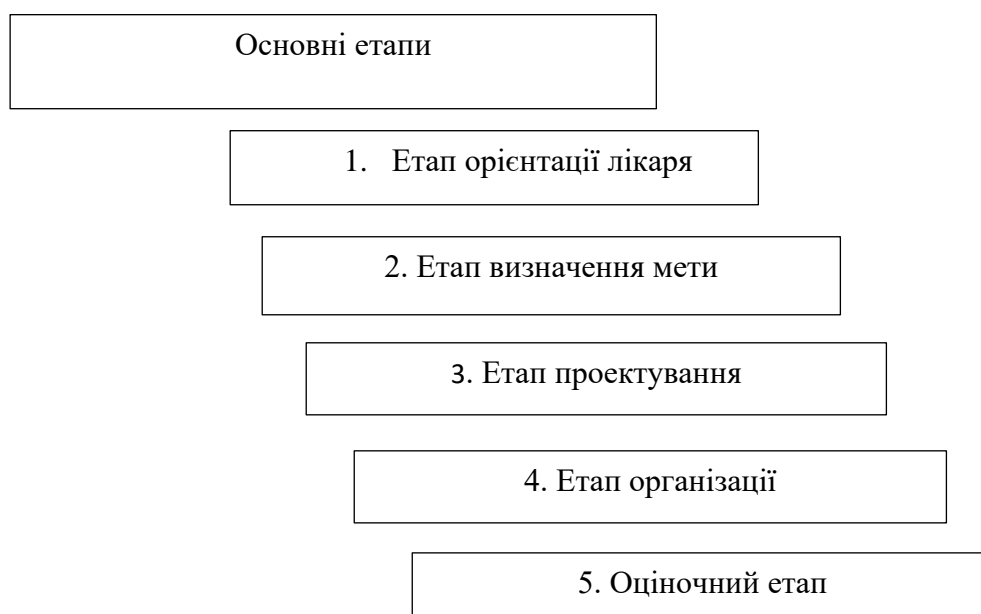 Основні етапи
1. Етап орієнтації лікаря
2. Етап визначення мети
3. Етап проектування
4. Етап організації
5. Оціночний етап